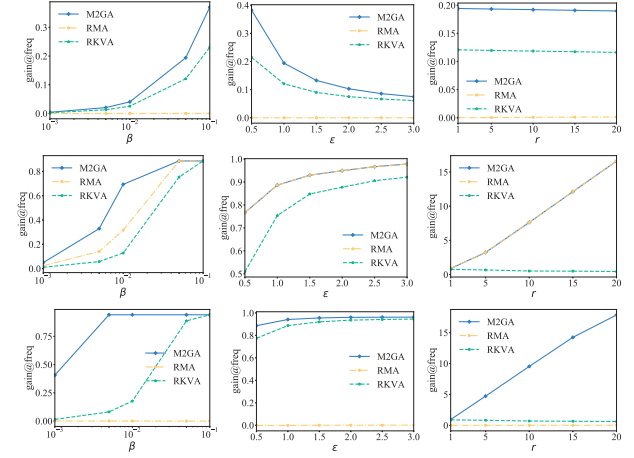 gain@freq
0.4
0.3
0.2
0.1
0.0
M2GA
RMA
RKVA
10⁻³
10⁻²
10⁻¹
β
gain@freq
0.4
0.3
0.2
0.1
0.0
M2GA
RMA
RKVA
0.5
1.0
1.5
2.0
2.5
3.0
ε
gain@freq
0.20
0.15
0.10
0.05
0.00
M2GA
RMA
RKVA
1
5
10
15
20
r
gain@freq
0.8
0.6
0.4
0.2
0.0
M2GA
RMA
RKVA
10⁻³
10⁻²
10⁻¹
β
gain@freq
1.0
0.9
0.8
0.7
0.6
0.5
M2GA
RMA
RKVA
0.5
1.0
1.5
2.0
2.5
3.0
ε
gain@freq
15
10
5
0
M2GA
RMA
RKVA
1
5
10
15
20
r
gain@freq
0.75
0.50
0.25
0.00
M2GA
RMA
RKVA
10⁻³
10⁻²
10⁻¹
β
gain@freq
1.0
0.8
0.6
0.4
0.2
0.0
M2GA
RMA
RKVA
0.5
1.0
1.5
2.0
2.5
3.0
ε
gain@freq
15
10
5
0
M2GA
RMA
RKVA
1
5
10
15
20
r